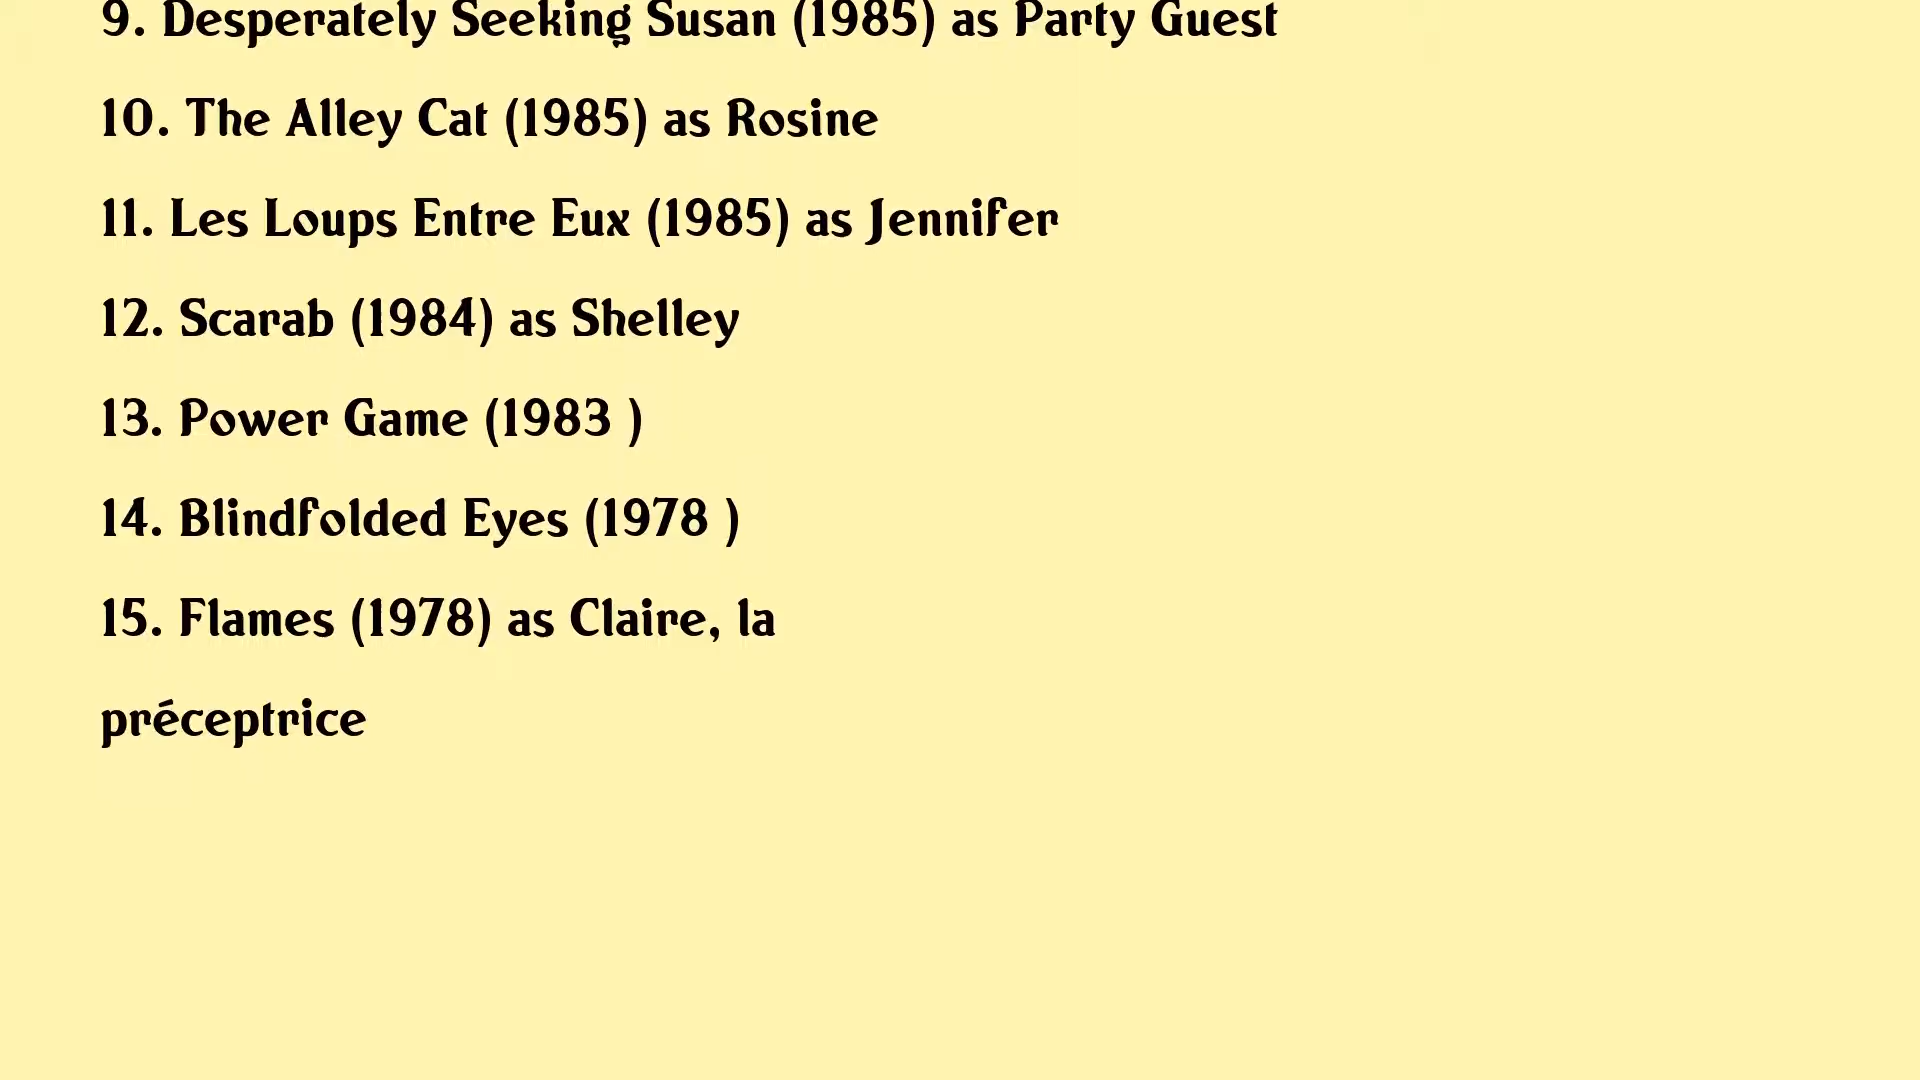 9. Desperately Seeking Susan (1985) as Party Guest
10. The Alley Cat (1985) as Rosine
11. Les Loups Entre Eux (1985) as Jennifer
12. Scarab (1984) as Shelley
13. Power Game (1983 )
14. Blindfolded Eyes (1978 )
15. Flames (1978) as Claire, la
préceptrice